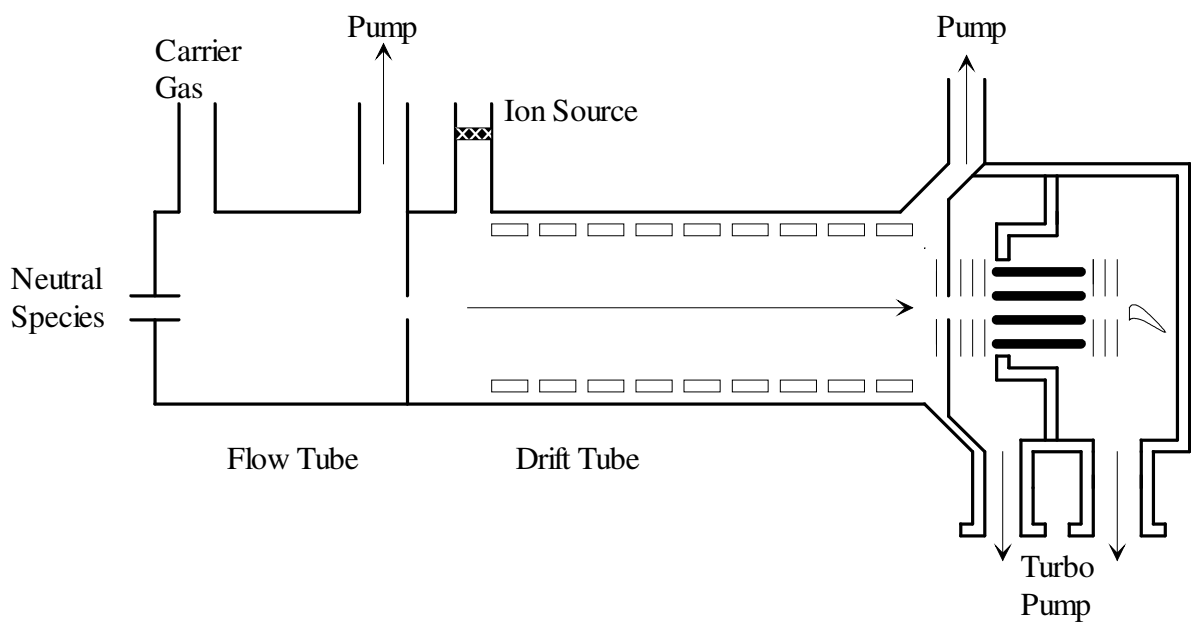 Carrier
Gas
Pump
Pump
Ion Source
Neutral
Species
Flow Tube
Drift Tube
Turbo
Pump